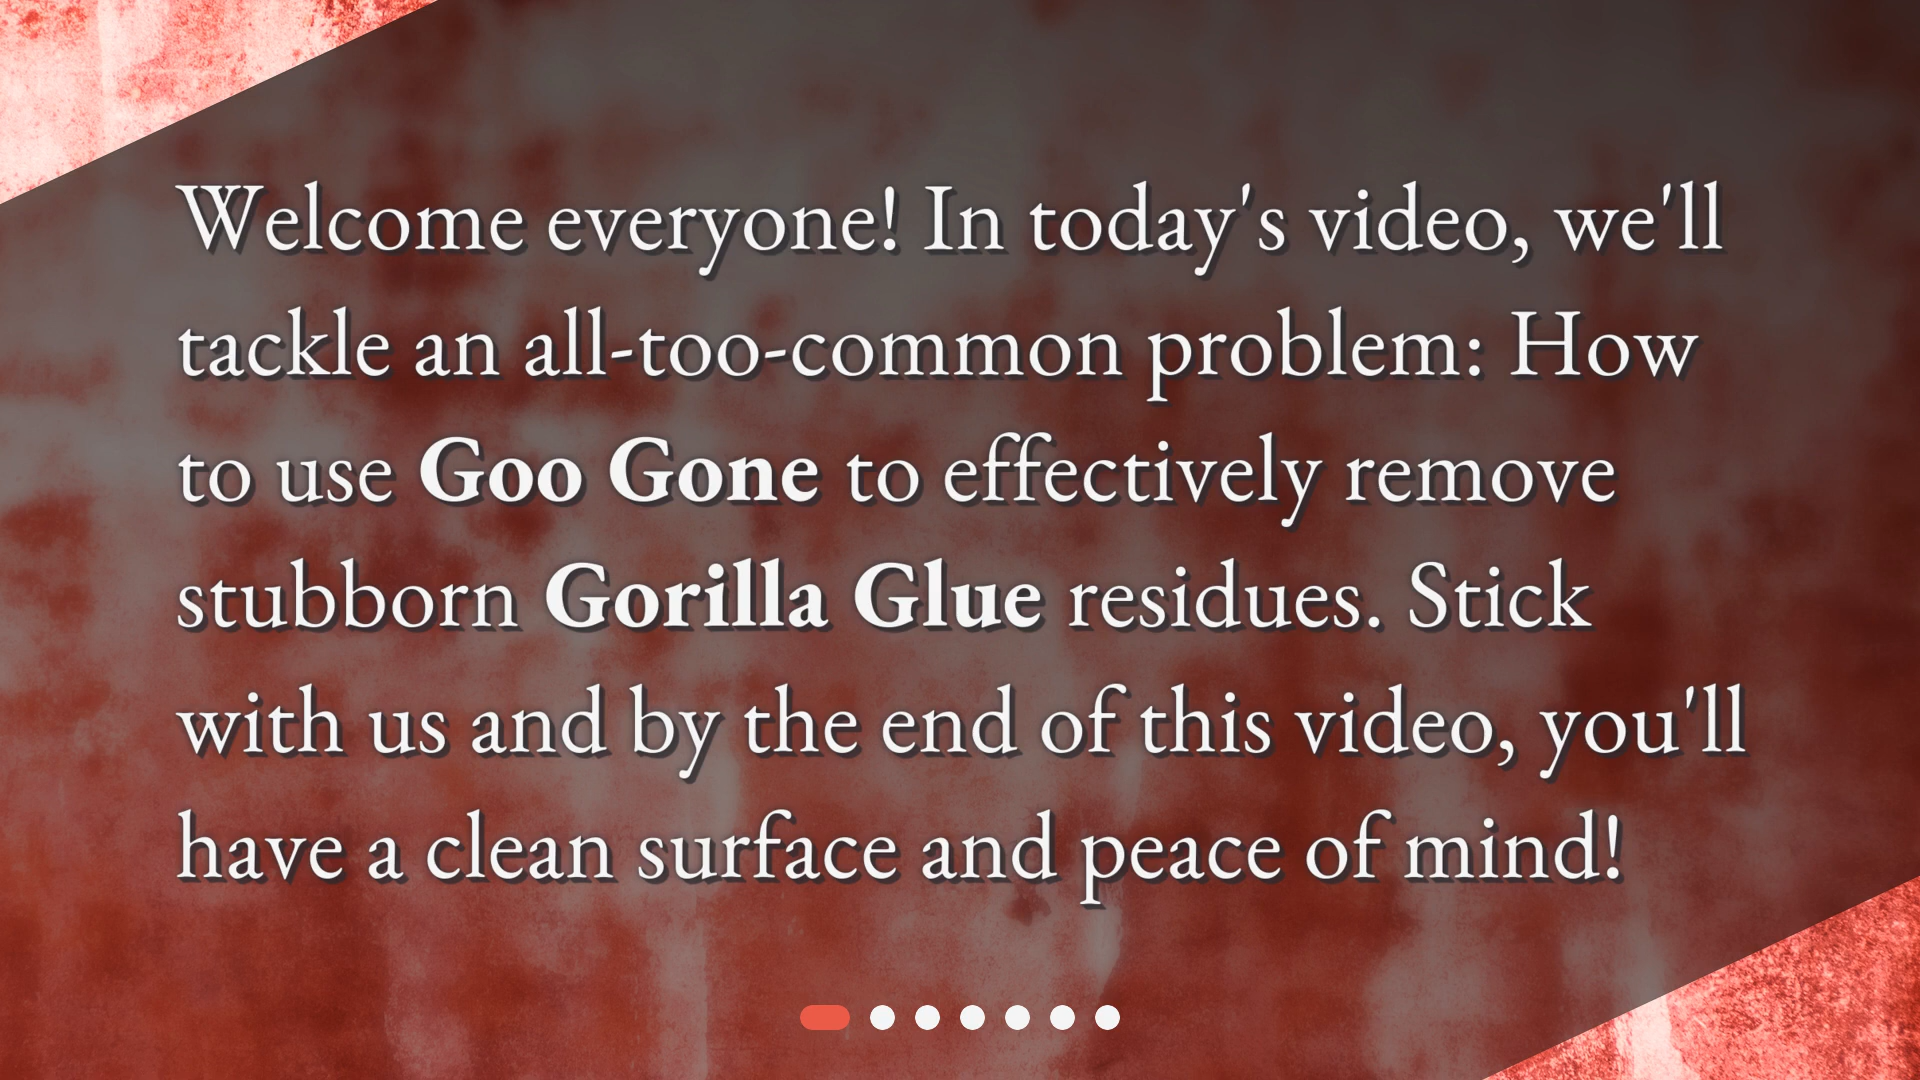 Welcome everyone! In today's video, we'll
tackle an all-too-common problem: How
to use Goo Gone to effectively remove
stubborn Gorilla Glue residues. Stick
with us and by the end of this video, you'll
have a clean surface and peace of mind!